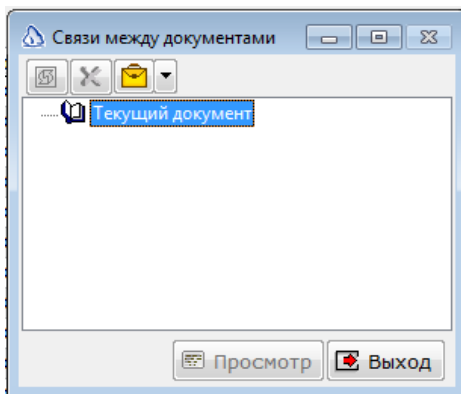 Связи между документами
Текущий документ
Просмотр
Выход